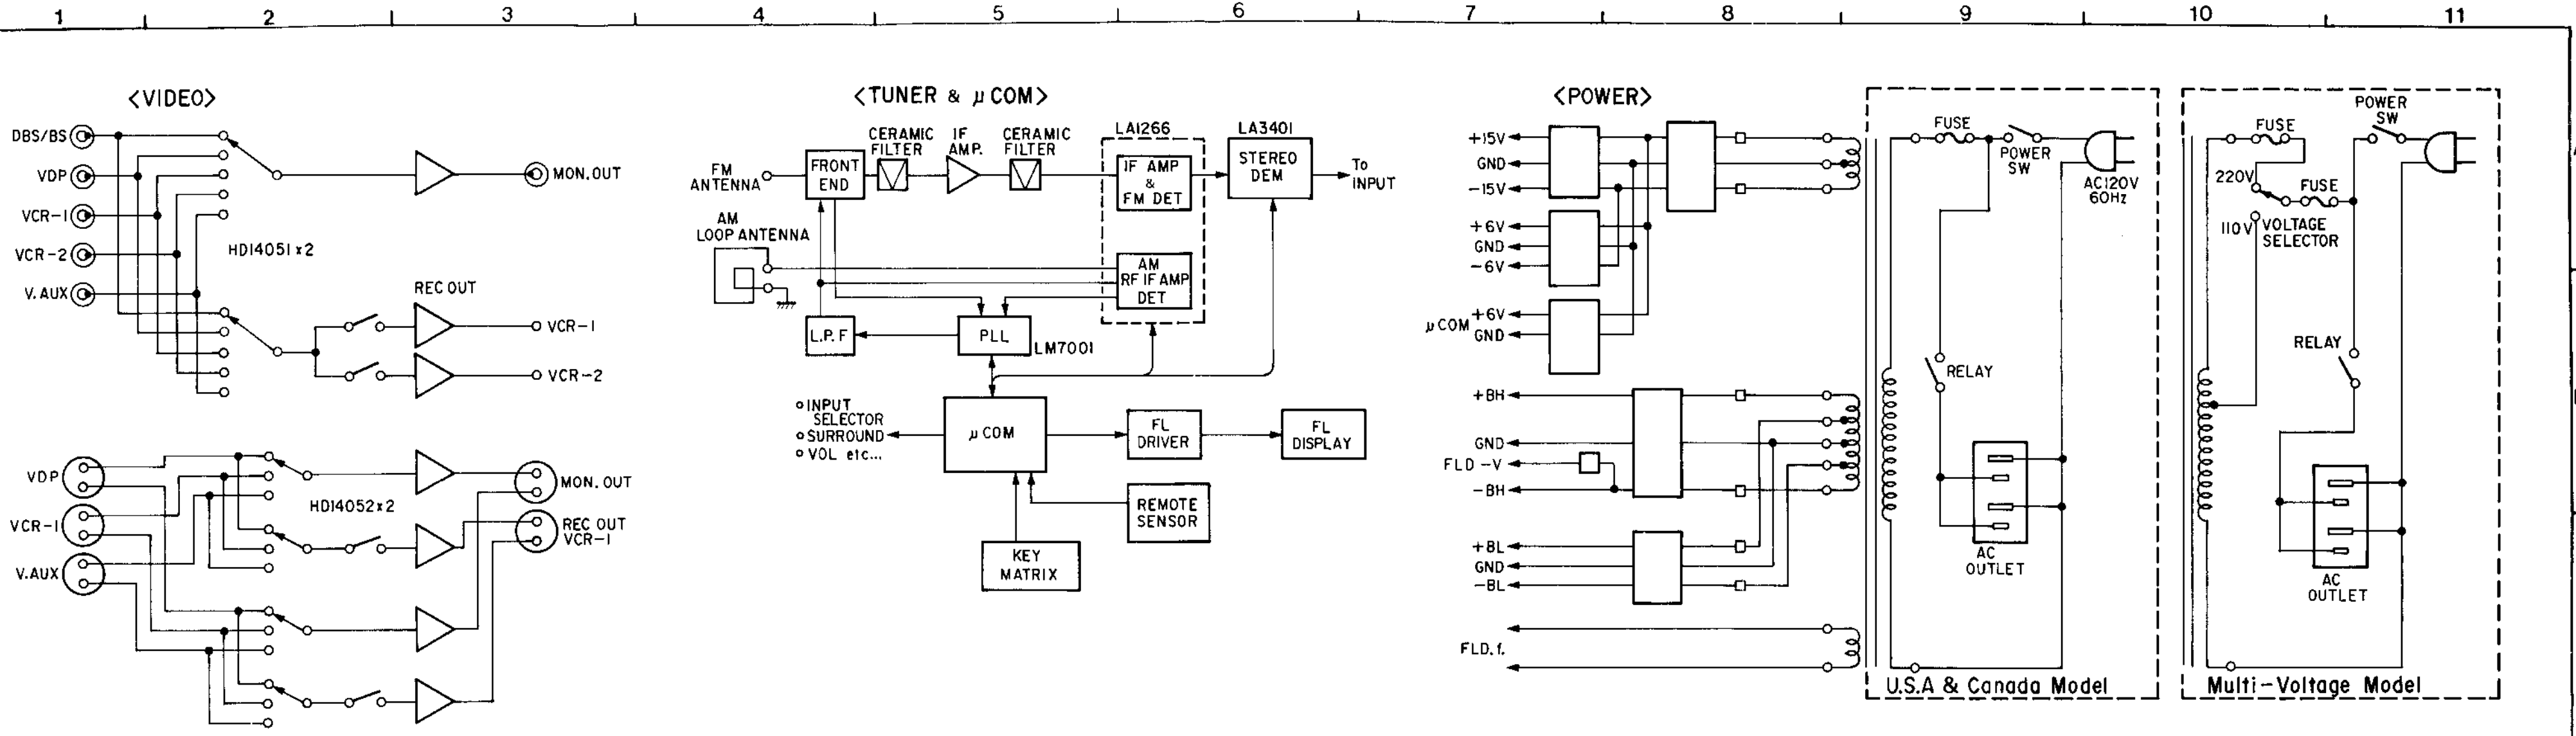 1 2 3 4 5 6 7 8 9 10 11
<VIDEO>
DBS/BS
VDP
VCR-1
VCR-2
V.AUX
HD14051x2
MON.OUT
REC OUT
VCR-1
VCR-2
VDP
VCR-1
V.AUX
HD14052x2
MON. OUT
REC OUT
VCR-1
<TUNER & μCOM>
FM
ANTENNA
FRONT
END
CERAMIC
FILTER
IF
AMP.
CERAMIC
FILTER
LA1266
IF AMP
&
FM DET
LA3401
STEREO
DEM
To
INPUT
AM
LOOP ANTENNA
AM
RF IF AMP
DET
L.P.F
PLL
LM7001
INPUT
SELECTOR
SURROUND
VOL etc...
μCOM
FL
DRIVER
FL
DISPLAY
REMOTE
SENSOR
KEY
MATRIX
<POWER>
+15V
GND
-15V
+6V
GND
-6V
μCOM
+6V
GND
+BH
GND
FLD -V
-BH
+BL
GND
-BL
FLD.f.
FUSE
POWER
SW
AC120V
60Hz
RELAY
AC
OUTLET
U.S.A & Canada Model
POWER
SW
FUSE
220V
FUSE
110V
VOLTAGE
SELECTOR
RELAY
AC
OUTLET
Multi-Voltage Model